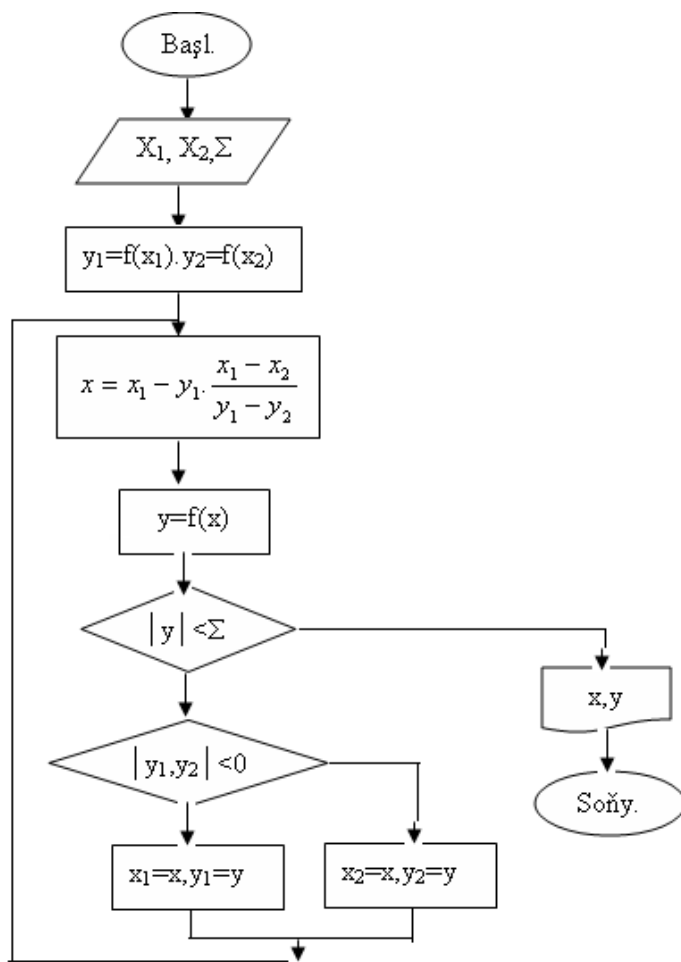 Başl.
X₁, X₂,Σ
y₁=f(x₁). y₂=f(x₂)
x = x₁ − y₁. (x₁ − x₂)/(y₁ − y₂)
y=f(x)
|y| <Σ
x,y
|y₁,y₂| <0
Soňy.
x₁=x,y₁=y
x₂=x,y₂=y